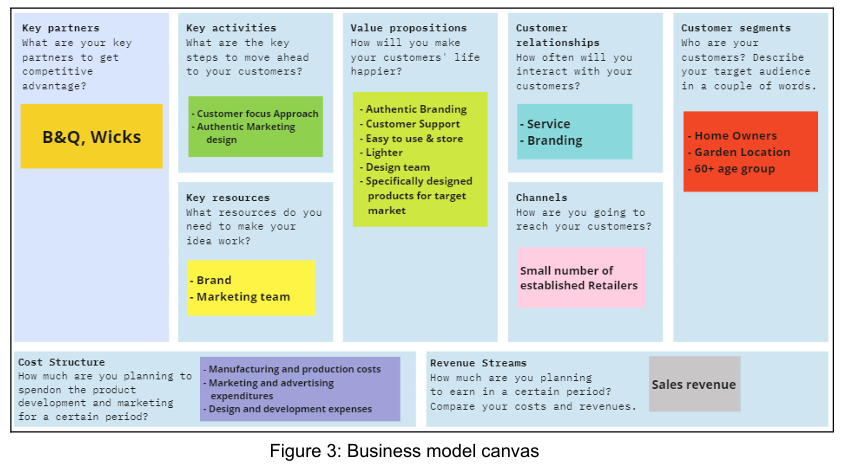 Key partners
What are your key
partners to get
competitive
advantage?
B&Q, Wicks
Key activities
What are the key
steps to move ahead
to your customers?
- Customer focus Approach
- Authentic Marketing
design
Key resources
What resources do you
need to make your
idea work?
- Brand
- Marketing team
Value propositions
How will you make
your customers' life
happier?
- Authentic Branding
- Customer Support
- Easy to use & store
- Lighter
- Design team
- Specifically designed
products for target
market
Customer
relationships
How often will you
interact with your
customers?
- Service
- Branding
Channels
How are you going to
reach your customers?
Small number of
established Retailers
Customer segments
Who are your
customers? Describe
your target audience
in a couple of words.
- Home Owners
- Garden Location
- 60+ age group
Cost Structure
How much are you planning to
spendon the product
development and marketing
for a certain period?
- Manufacturing and production costs
- Marketing and advertising
expenditures
- Design and development expenses
Revenue Streams
How much are you planning
to earn in a certain period?
Compare your costs and revenues.
Sales revenue
Figure 3: Business model canvas